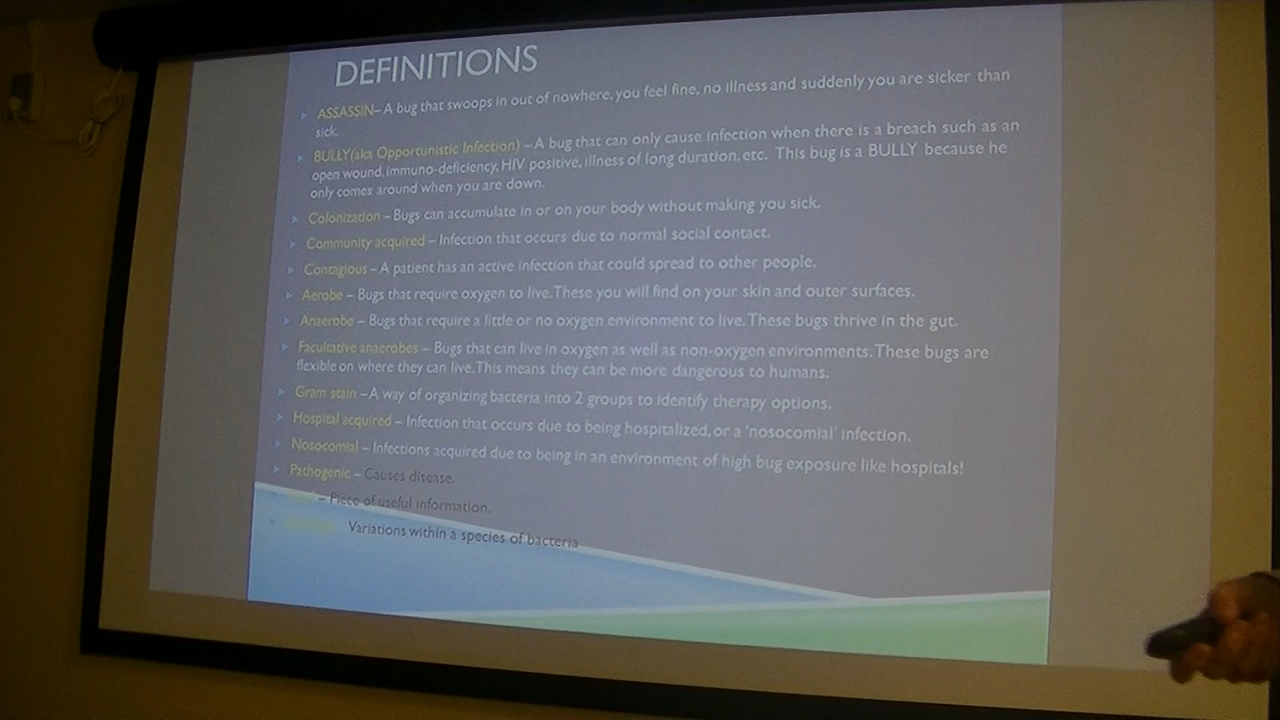 DEFINITIONS
ASSASSIN– A bug that swoops in out of nowhere, you feel fine, no illness and suddenly you are sicker than
sick.
BULLY(aka Opportunistic Infection) – A bug that can only cause infection when there is a breach such as an
open wound, immuno-deficiency, HIV positive, illness of long duration, etc. This bug is a BULLY because he
only comes around when you are down.
Colonization – Bugs can accumulate in or on your body without making you sick.
Community acquired – Infection that occurs due to normal social contact.
Contagious – A patient has an active infection that could spread to other people.
Aerobe – Bugs that require oxygen to live. These you will find on your skin and outer surfaces.
Anaerobe – Bugs that require a little or no oxygen environment to live. These bugs thrive in the gut.
Facultative anaerobes – Bugs that can live in oxygen as well as non-oxygen environments. These bugs are
flexible on where they can live. This means they can be more dangerous to humans.
Gram stain – A way of organizing bacteria into 2 groups to identify therapy options.
Hospital acquired – Infection that occurs due to being hospitalized, or a 'nosocomial' infection.
Nosocomial – Infections acquired due to being in an environment of high bug exposure like hospitals!
Pathogenic – Causes disease.
– Piece of useful information.
Variations within a species of bacteria